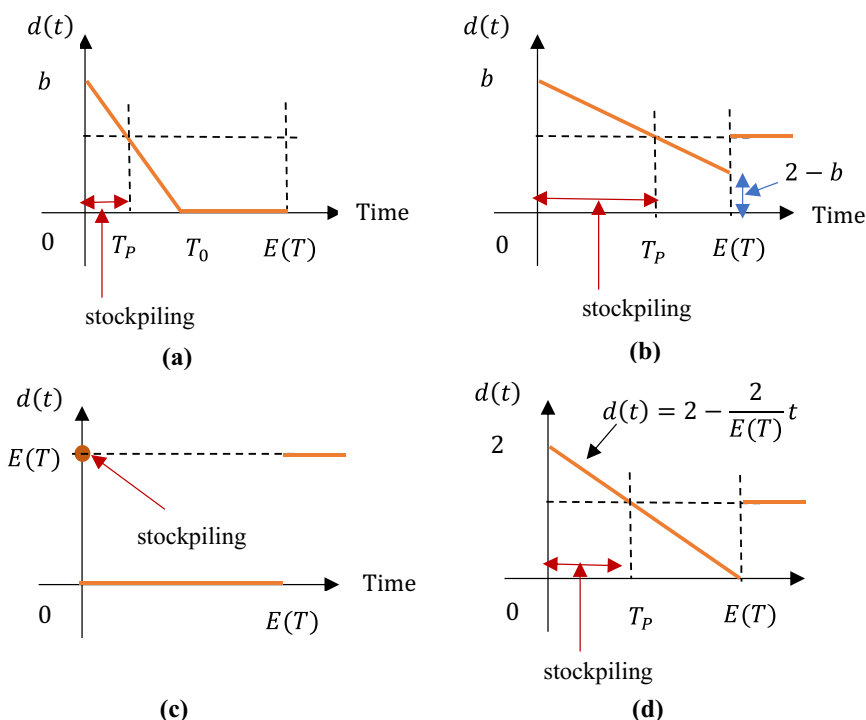 d(t)
b
Time
0
T_P
T_0
E(T)
stockpiling
(a)
d(t)
b
2 − b
Time
0
T_P
E(T)
stockpiling
(b)
d(t)
E(T)
stockpiling
Time
0
E(T)
(c)
d(t)
d(t) = 2 − \frac{2}{E(T)} t
2
0
T_P
E(T)
stockpiling
(d)